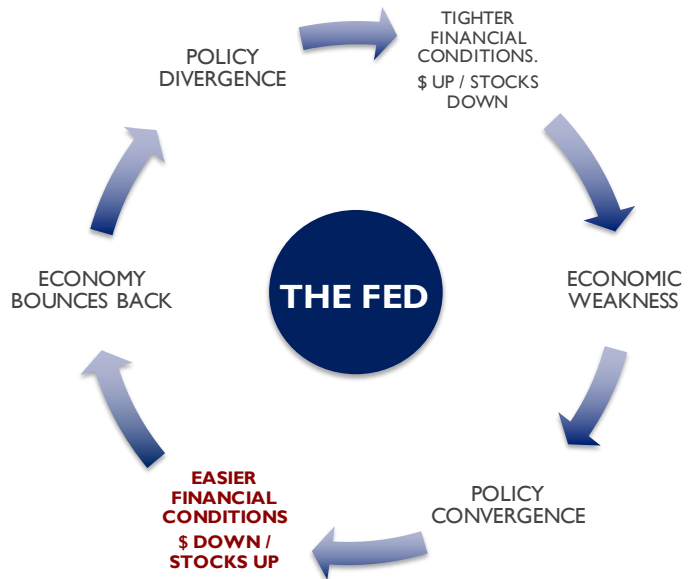 POLICY
DIVERGENCE
TIGHTER
FINANCIAL
CONDITIONS.
$ UP / STOCKS
DOWN
ECONOMIC
WEAKNESS
POLICY
CONVERGENCE
EASIER
FINANCIAL
CONDITIONS
$ DOWN /
STOCKS UP
ECONOMY
BOUNCES BACK
THE FED